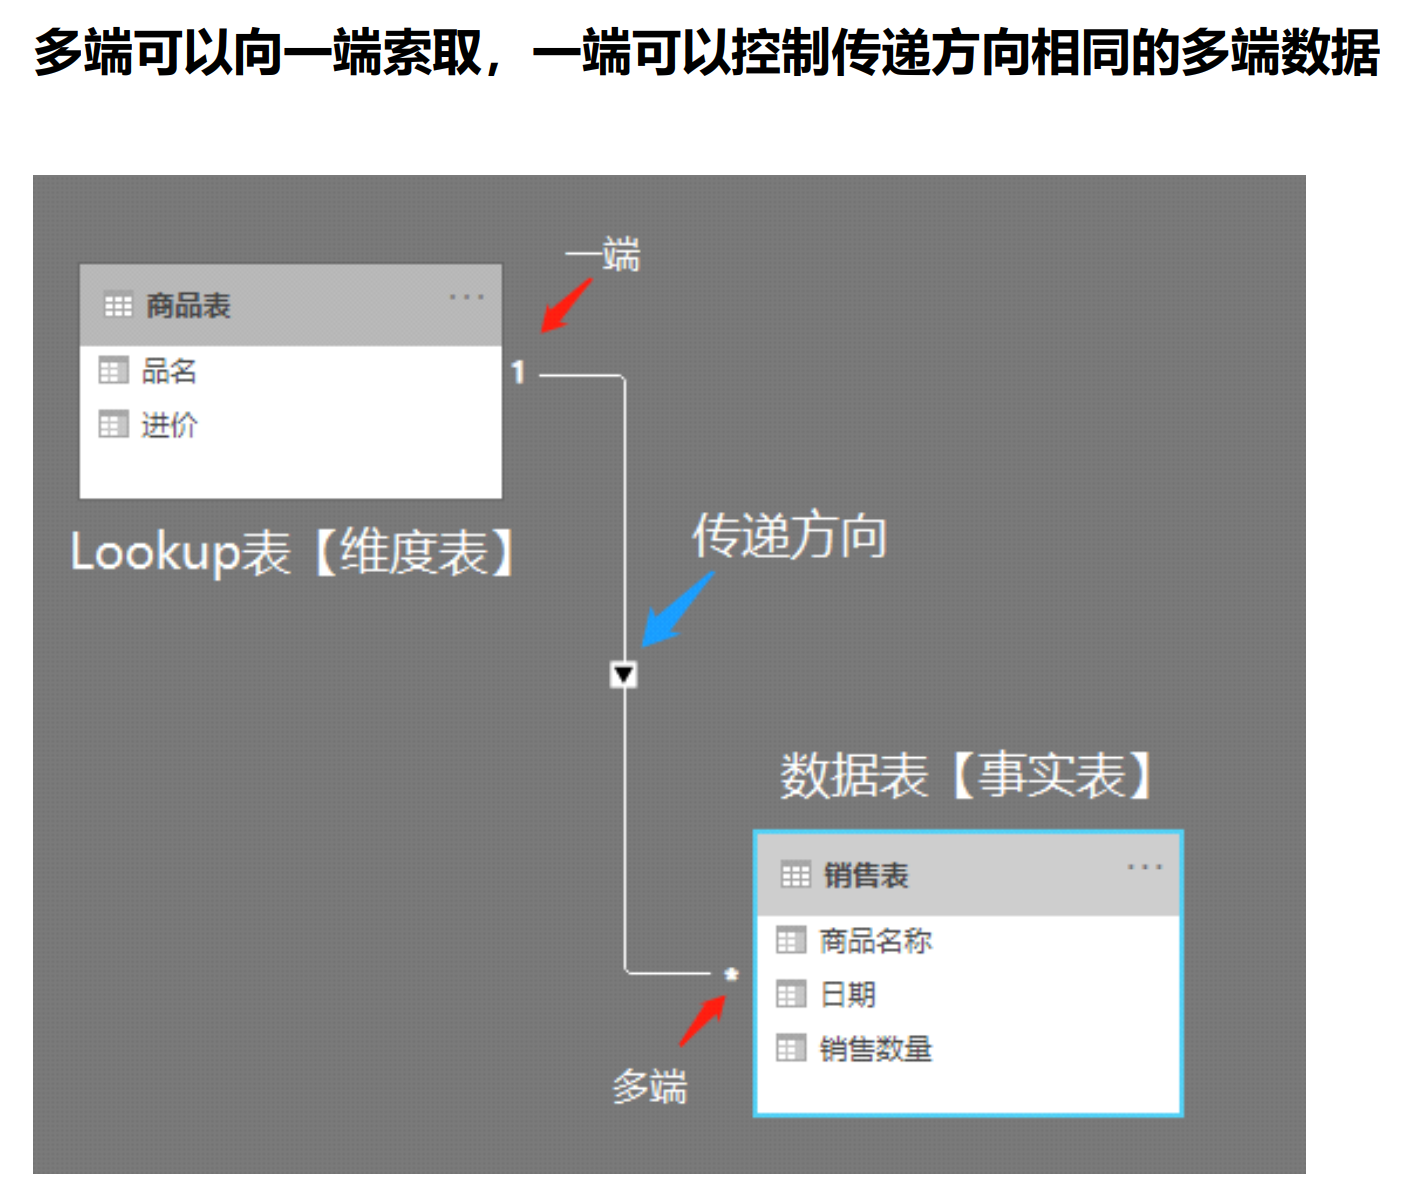 多端可以向一端索取，一端可以控制传递方向相同的多端数据
一端
商品表
1
品名
进价
Lookup表【维度表】
传递方向
数据表【事实表】
销售表
商品名称
日期
*
销售数量
多端